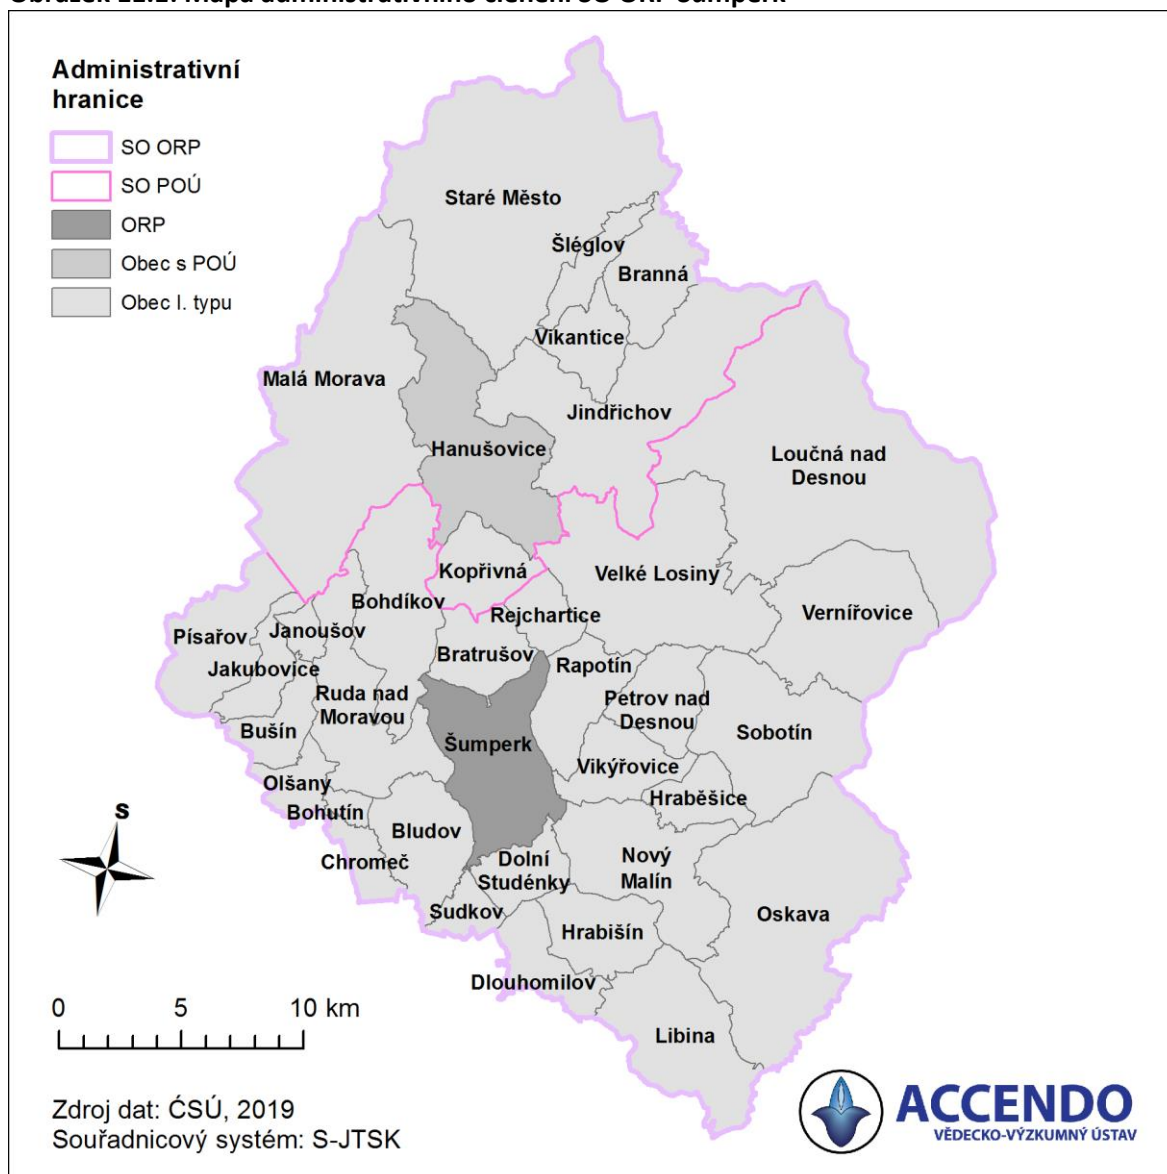 Administrativní
hranice
SO ORP
SO POÚ
ORP
Obec s POÚ
Obec I. typu
Staré Město
Šléglov
Branná
Vikantice
Malá Morava
Jindřichov
Hanušovice
Loučná nad
Desnou
Kopřivná
Velké Losiny
Bohdíkov
Rejchartice
Vernířovice
Písařov
Janoušov
Jakubovice
Bratrušov
Rapotín
Ruda nad
Moravou
Petrov nad
Desnou
Bušín
Šumperk
Sobotín
Vikýřovice
Olšany
Hraběšice
Bohutín
Bludov
Chromeč
Dolní
Studénky
Nový
Malín
Sudkov
Oskava
Hrabišín
Dlouhomilov
Libina
S
0 5 10 km
Zdroj dat: ĆSÚ, 2019
Souřadnicový systém: S-JTSK
ACCENDO
VĚDECKO-VÝZKUMNÝ ÚSTAV